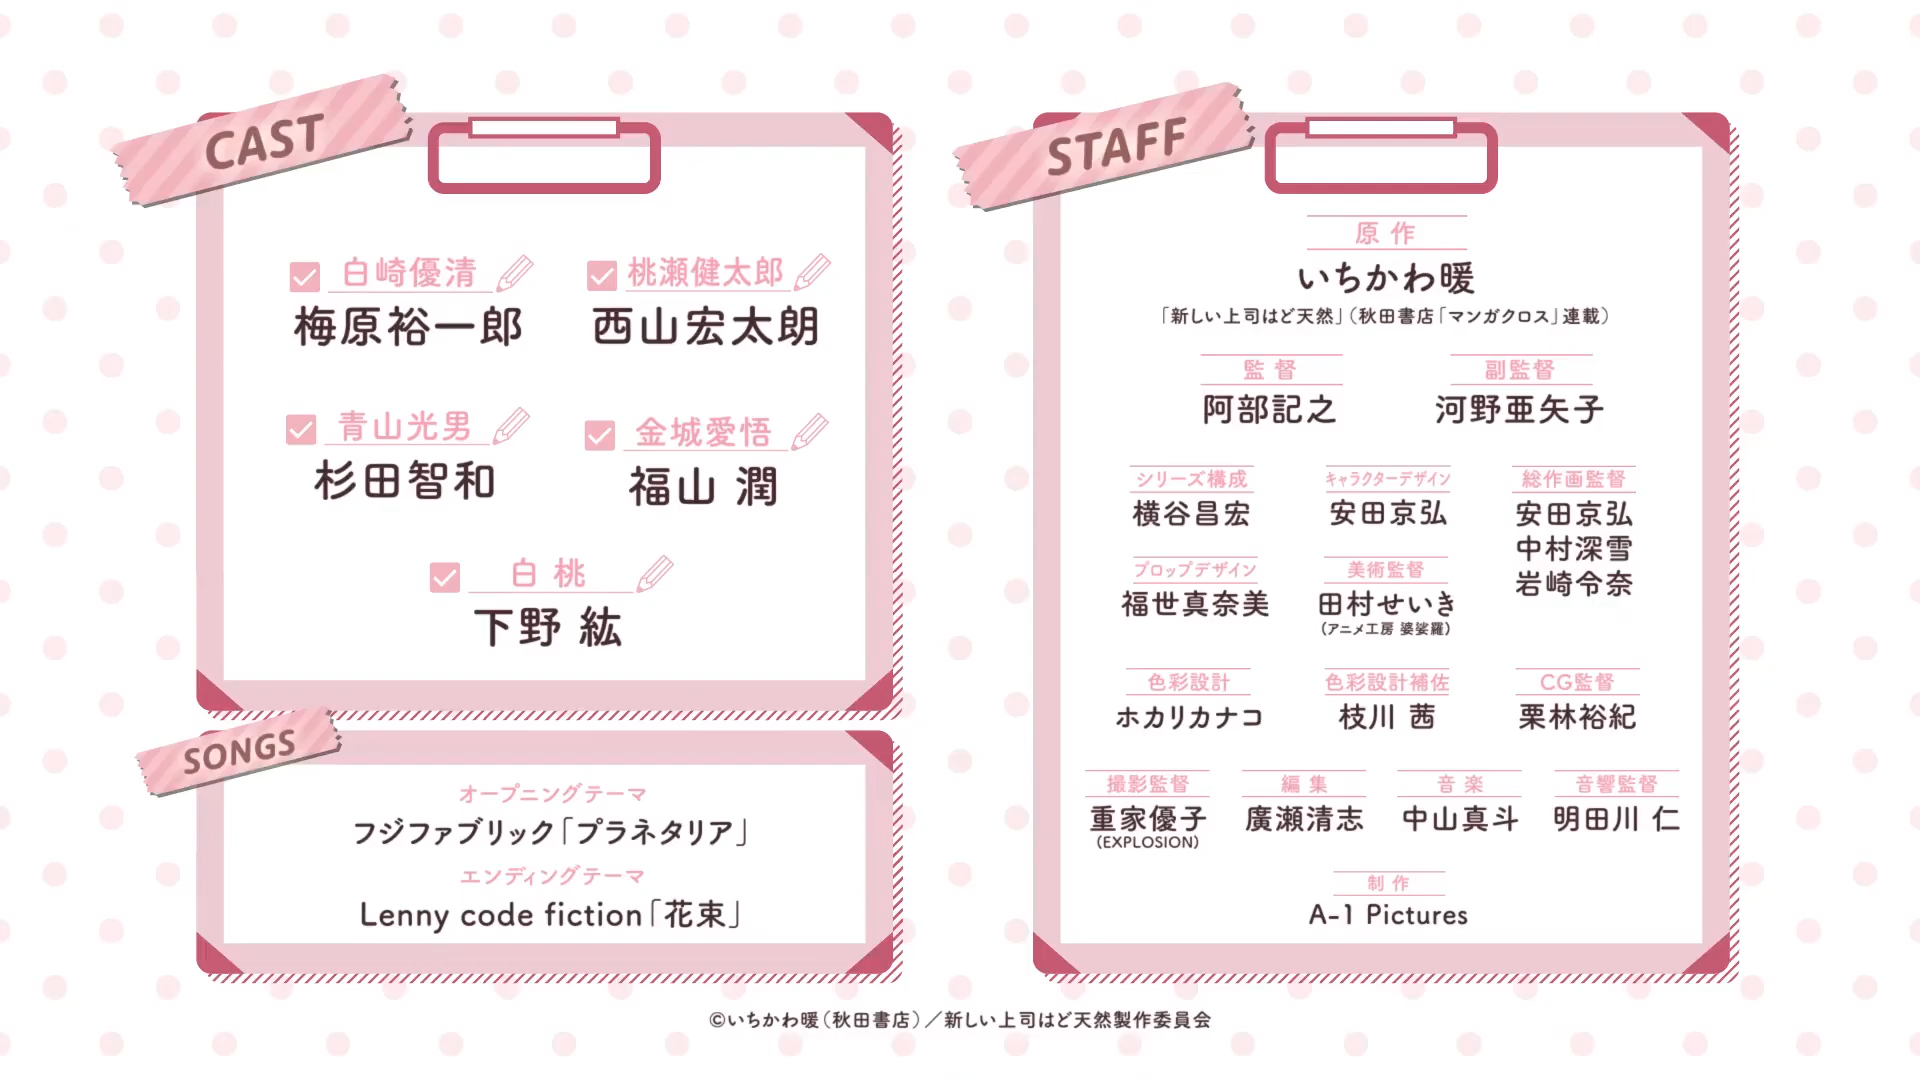 CAST
白崎優清
梅原裕一郎
桃瀬健太郎
西山宏太朗
青山光男
杉田智和
金城愛悟
福山 潤
白桃
下野 紘
SONGS
オープニングテーマ
フジファブリック「プラネタリア」
エンディングテーマ
Lenny code fiction「花束」
STAFF
原作
いちかわ暖
「新しい上司はど天然」(秋田書店「マンガクロス」連載)
監督
阿部記之
副監督
河野亜矢子
シリーズ構成
横谷昌宏
キャラクターデザイン
安田京弘
総作画監督
安田京弘
中村深雪
岩崎令奈
プロップデザイン
福世真奈美
美術監督
田村せいき
(アニメ工房 婆娑羅)
色彩設計
ホカリカナコ
色彩設計補佐
枝川 茜
CG監督
栗林裕紀
撮影監督
重家優子
(EXPLOSION)
編集
廣瀬清志
音楽
中山真斗
音響監督
明田川 仁
制作
A-1 Pictures
©いちかわ暖(秋田書店)/新しい上司はど天然製作委員会